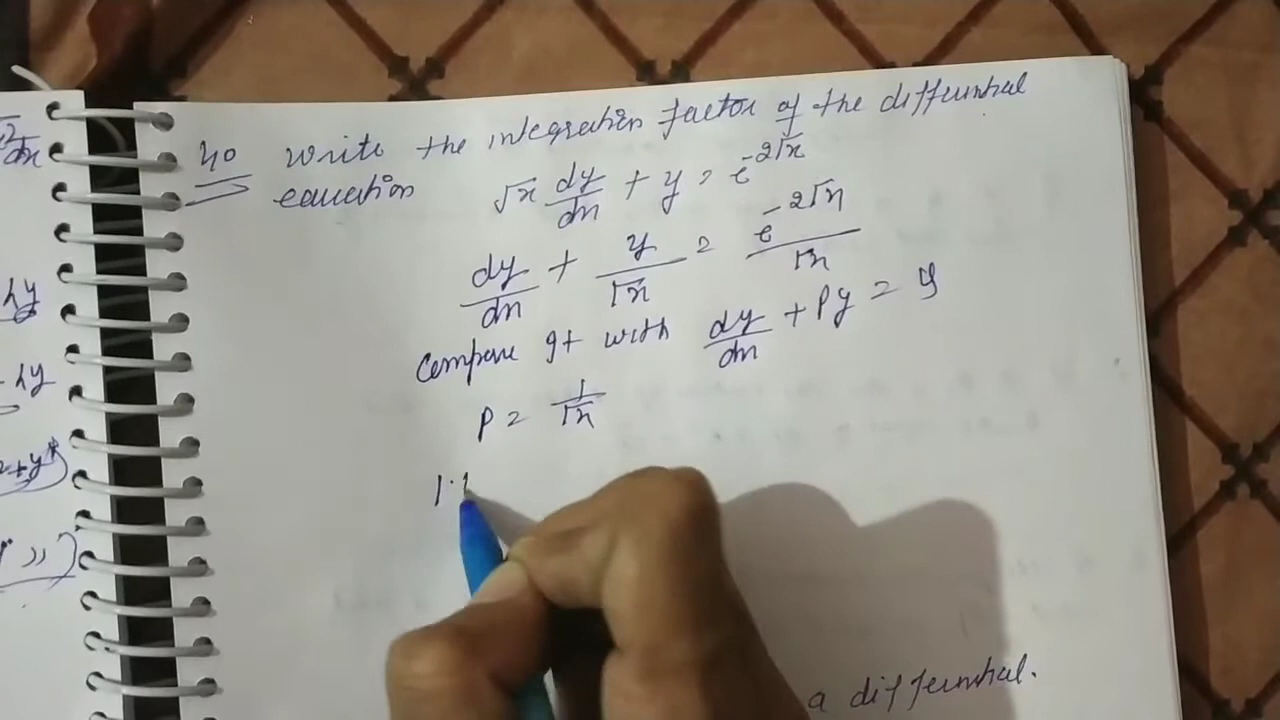 40 write the integration factor of the differential
equation √x dy/dx + y = e^-2√x
dy/dx + y/√x = e^-2√x/√x
Compare it with dy/dx + Py = Q
P = 1/√x
I.
a differential.